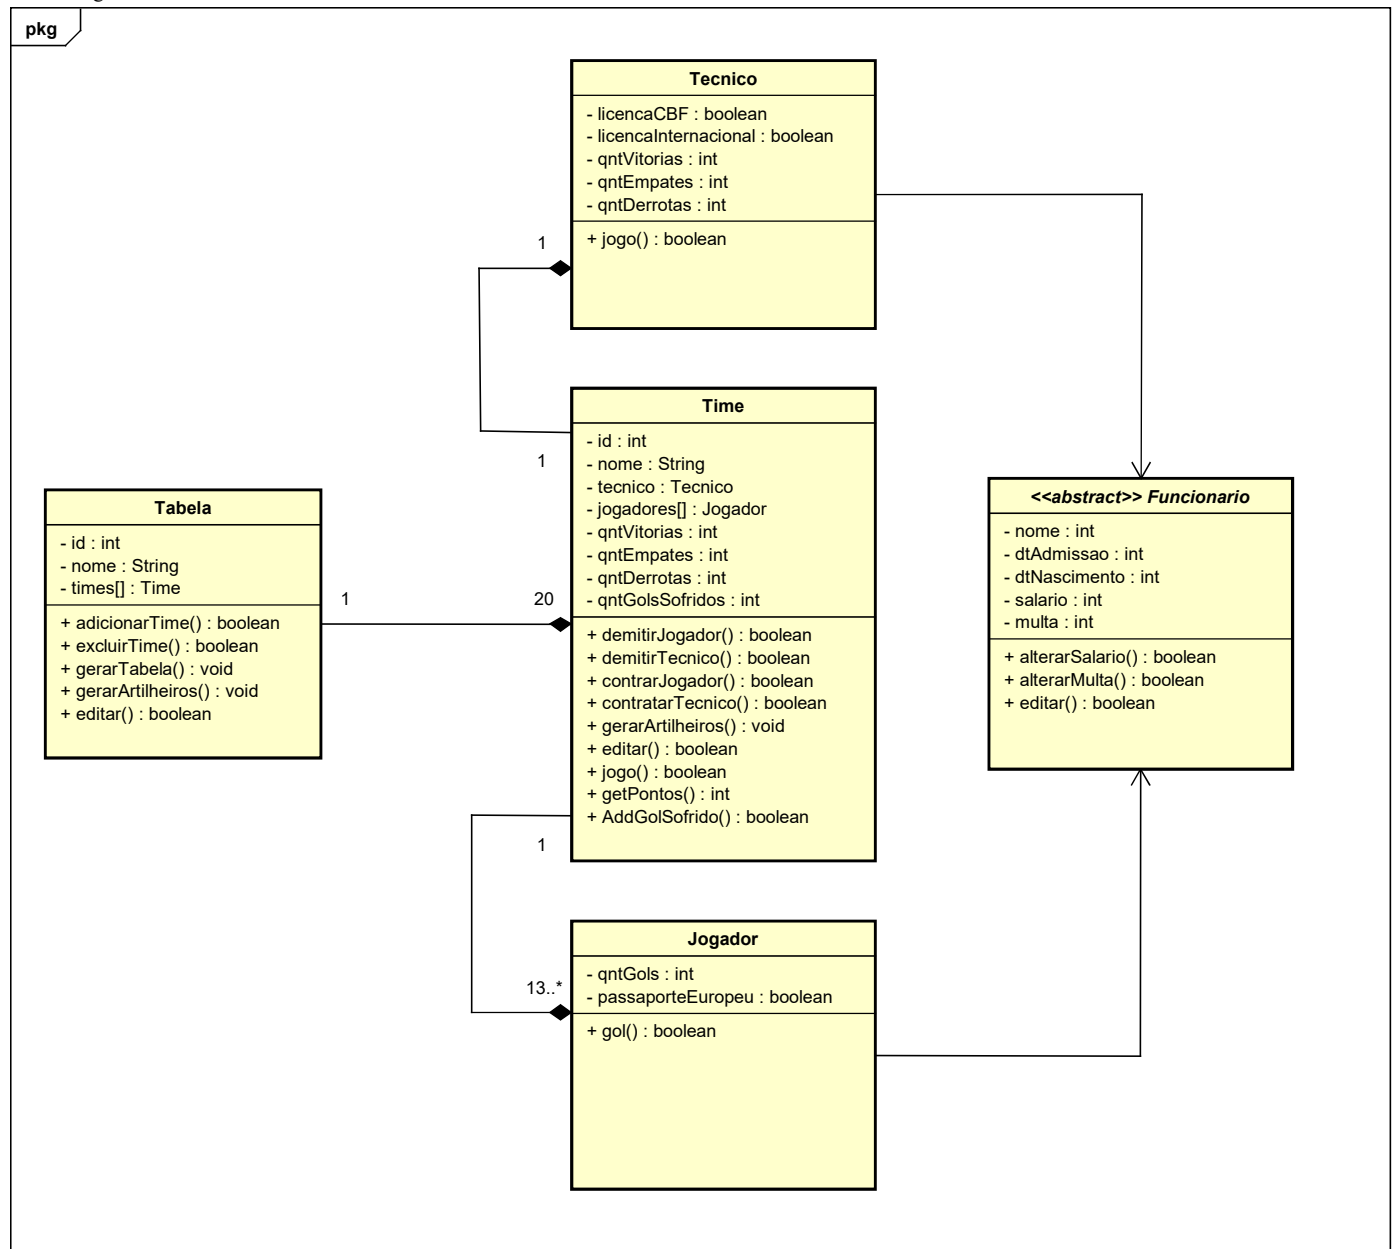 pkg
Tecnico
- licencaCBF : boolean
- licencaInternacional : boolean
- qntVitorias : int
- qntEmpates : int
- qntDerrotas : int
+ jogo() : boolean
1
1
Time
- id : int
- nome : String
- tecnico : Tecnico
- jogadores[] : Jogador
- qntVitorias : int
- qntEmpates : int
- qntDerrotas : int
- qntGolsSofridos : int
+ demitirJogador() : boolean
+ demitirTecnico() : boolean
+ contrarJogador() : boolean
+ contratarTecnico() : boolean
+ gerarArtilheiros() : void
+ editar() : boolean
+ jogo() : boolean
+ getPontos() : int
+ AddGolSofrido() : boolean
Tabela
- id : int
- nome : String
- times[] : Time
+ adicionarTime() : boolean
+ excluirTime() : boolean
+ gerarTabela() : void
+ gerarArtilheiros() : void
+ editar() : boolean
1
20
<<abstract>> Funcionario
- nome : int
- dtAdmissao : int
- dtNascimento : int
- salario : int
- multa : int
+ alterarSalario() : boolean
+ alterarMulta() : boolean
+ editar() : boolean
1
13..*
Jogador
- qntGols : int
- passaporteEuropeu : boolean
+ gol() : boolean